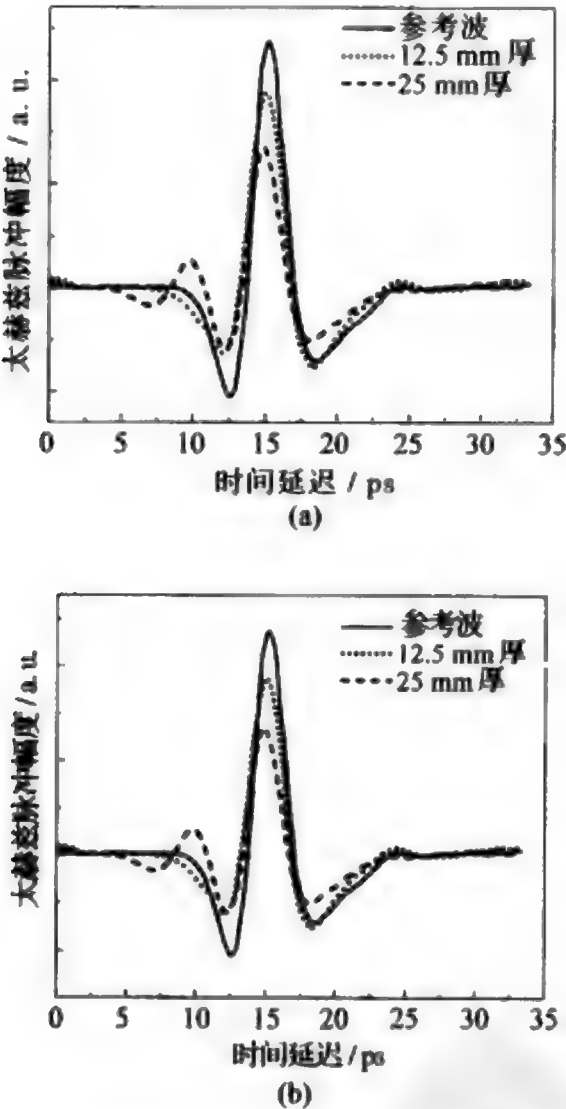 参考波
12.5 mm 厚
25 mm 厚
太赫兹脉冲幅度 / a. u.
0 5 10 15 20 25 30 35
时间延迟 / ps
(a)
参考波
12.5 mm 厚
25 mm 厚
太赫兹脉冲幅度 /a.u.
0 5 10 15 20 25 30 35
时间延迟 /ps
(b)